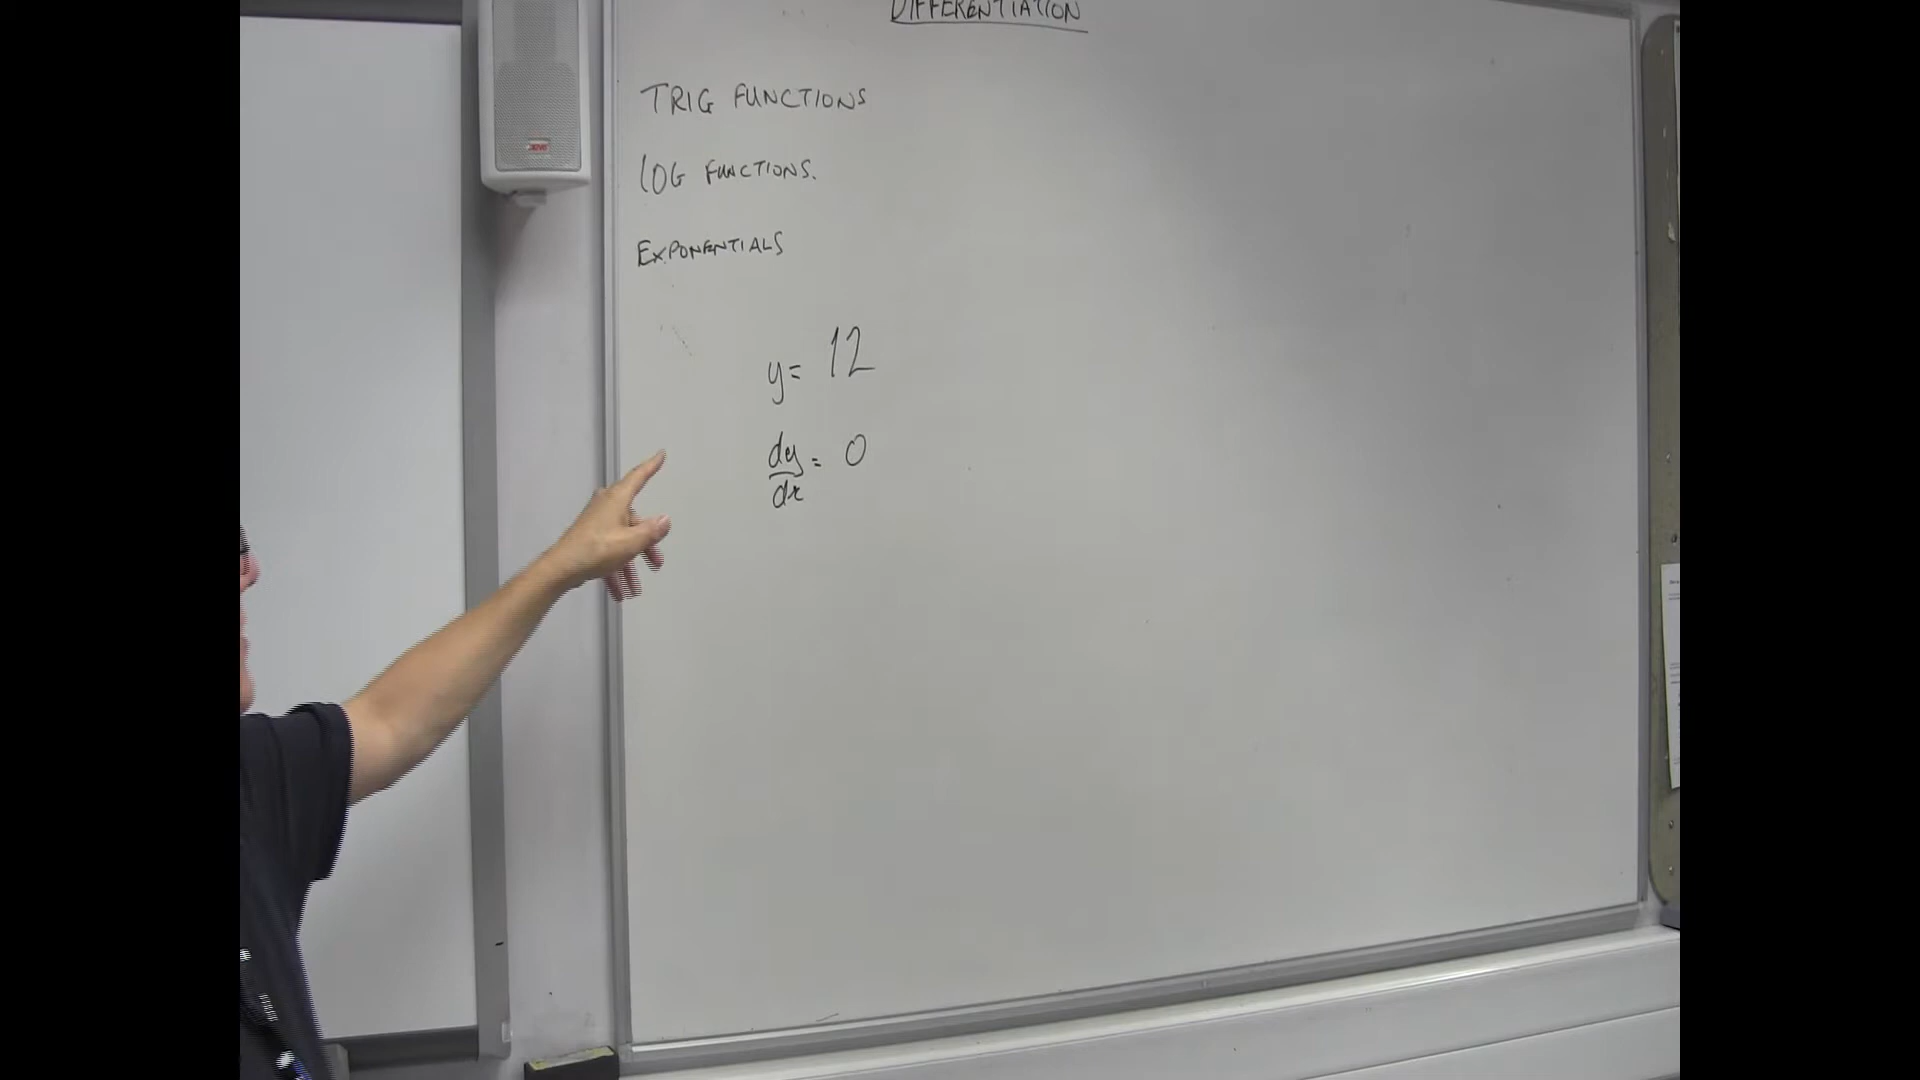 DIFFERENTIATION
TRIG FUNCTIONS
LOG FUNCTIONS.
EXPONENTIALS
y = 12
dy/dx = 0